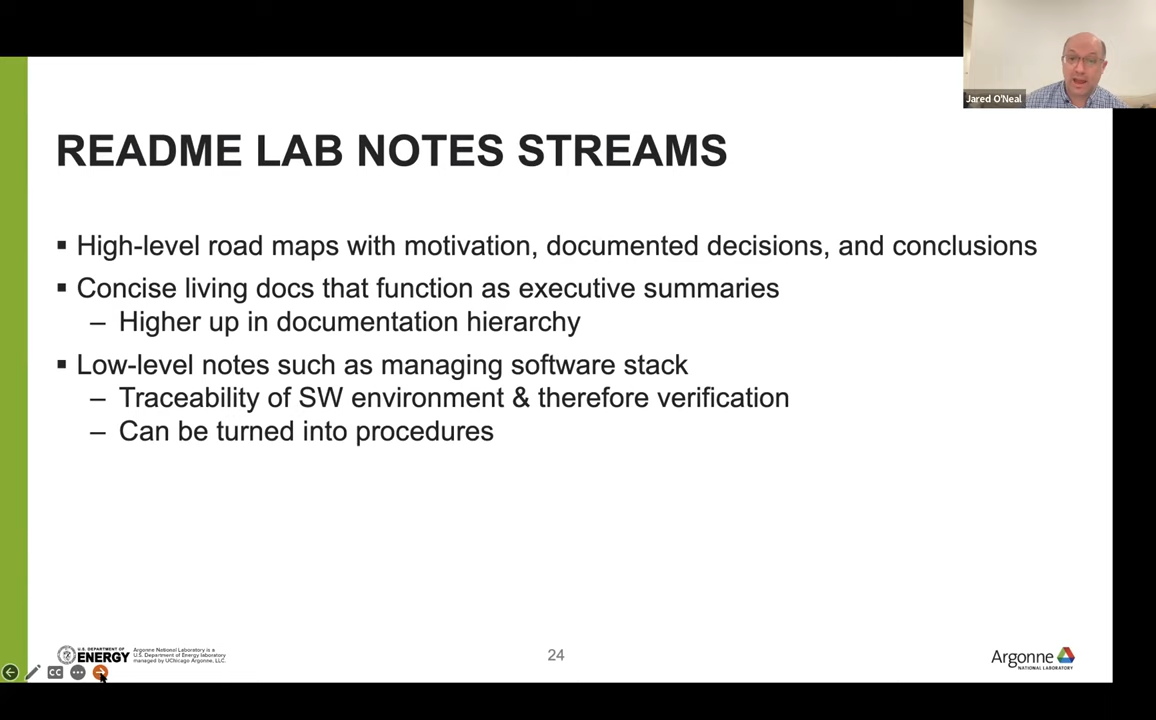 Jared O'Neal
README LAB NOTES STREAMS
▪ High-level road maps with motivation, documented decisions, and conclusions
▪ Concise living docs that function as executive summaries
– Higher up in documentation hierarchy
▪ Low-level notes such as managing software stack
– Traceability of SW environment & therefore verification
– Can be turned into procedures
U.S. DEPARTMENT OF
ENERGY
Argonne National Laboratory is a
U.S. Department of Energy laboratory
managed by UChicago Argonne, LLC.
24
Argonne
NATIONAL LABORATORY
CC